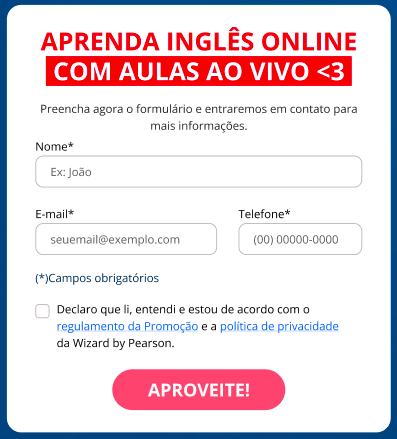 APRENDA INGLÊS ONLINE
COM AULAS AO VIVO <3
Preencha agora o formulário e entraremos em contato para
mais informações.
Nome*
Ex: João
E-mail*
seuemail@exemplo.com
Telefone*
(00) 00000-0000
(*)Campos obrigatórios
Declaro que li, entendi e estou de acordo com o
regulamento da Promoção e a política de privacidade
da Wizard by Pearson.
APROVEITE!